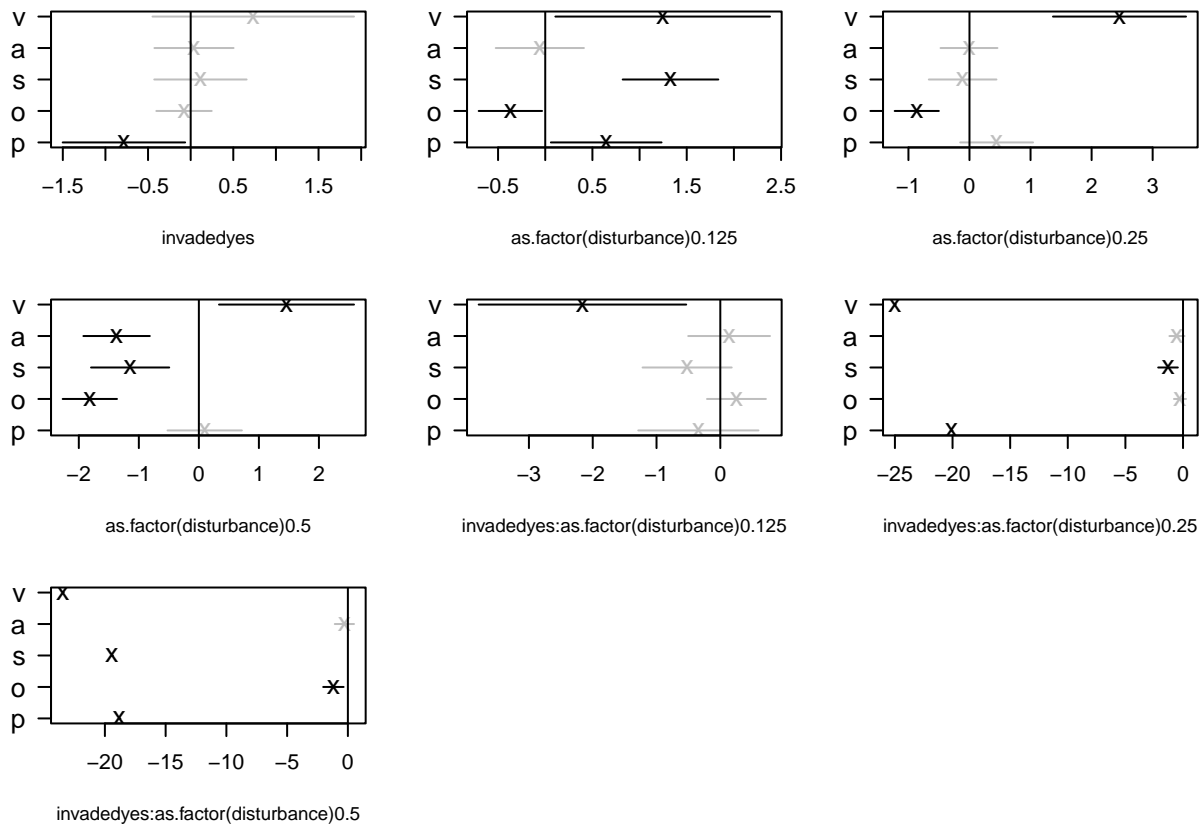 v
a
s
o
p
−1.5 −0.5 0.5 1.5
invadedyes
v
a
s
o
p
−0.5 0.5 1.5 2.5
as.factor(disturbance)0.125
v
a
s
o
p
−1 0 1 2 3
as.factor(disturbance)0.25
v
a
s
o
p
−2 −1 0 1 2
as.factor(disturbance)0.5
v
a
s
o
p
−3 −1 0
invadedyes:as.factor(disturbance)0.125
v
a
s
o
p
−25 −20 −15 −10 −5 0
invadedyes:as.factor(disturbance)0.25
v
a
s
o
p
−20 −15 −10 −5 0
invadedyes:as.factor(disturbance)0.5